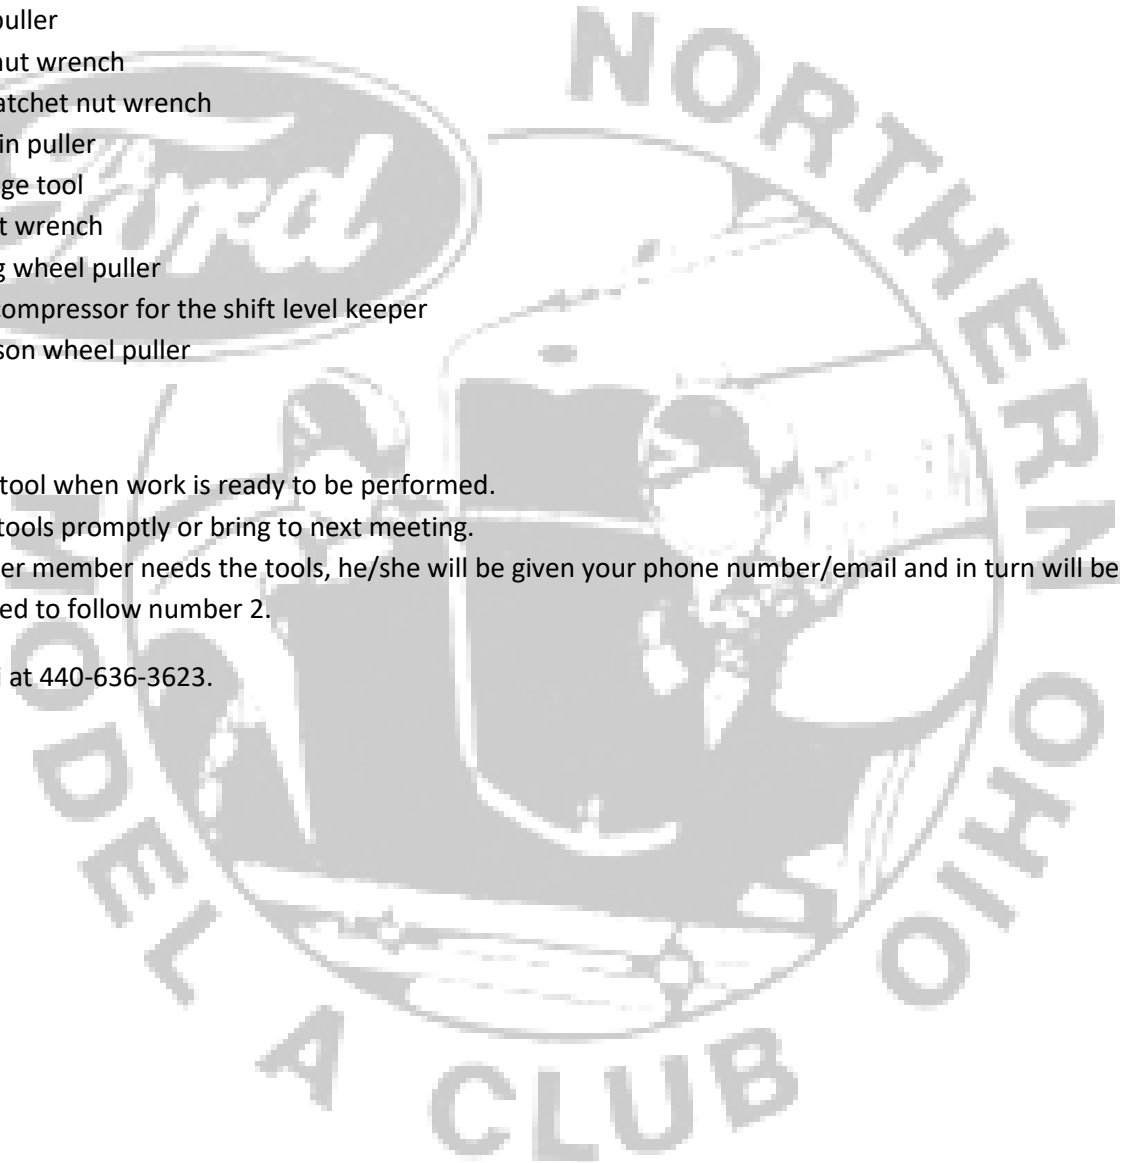 puller
nut wrench
atchet nut wrench
in puller
ge tool
t wrench
g wheel puller
compressor for the shift level keeper
son wheel puller
tool when work is ready to be performed.
tools promptly or bring to next meeting.
er member needs the tools, he/she will be given your phone number/email and in turn will be
ed to follow number 2.
i at 440-636-3623.
Ford
NORTHERN OHIO
MODEL A CLUB